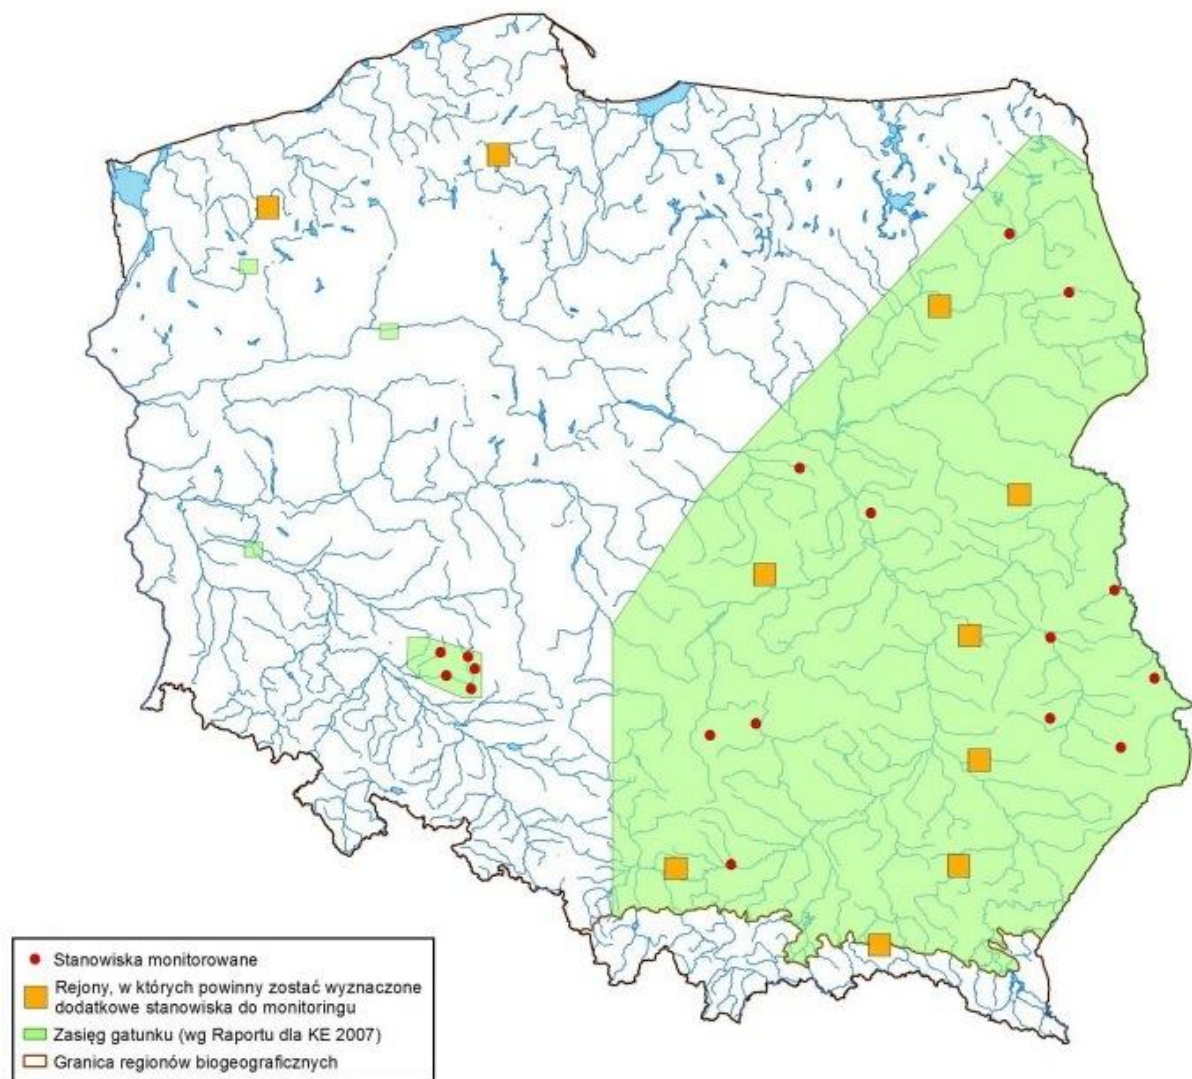 Stanowiska monitorowane
Rejony, w których powinny zostać wyznaczone
dodatkowe stanowiska do monitoringu
Zasięg gatunku (wg Raportu dla KE 2007)
Granica regionów biogeograficznych